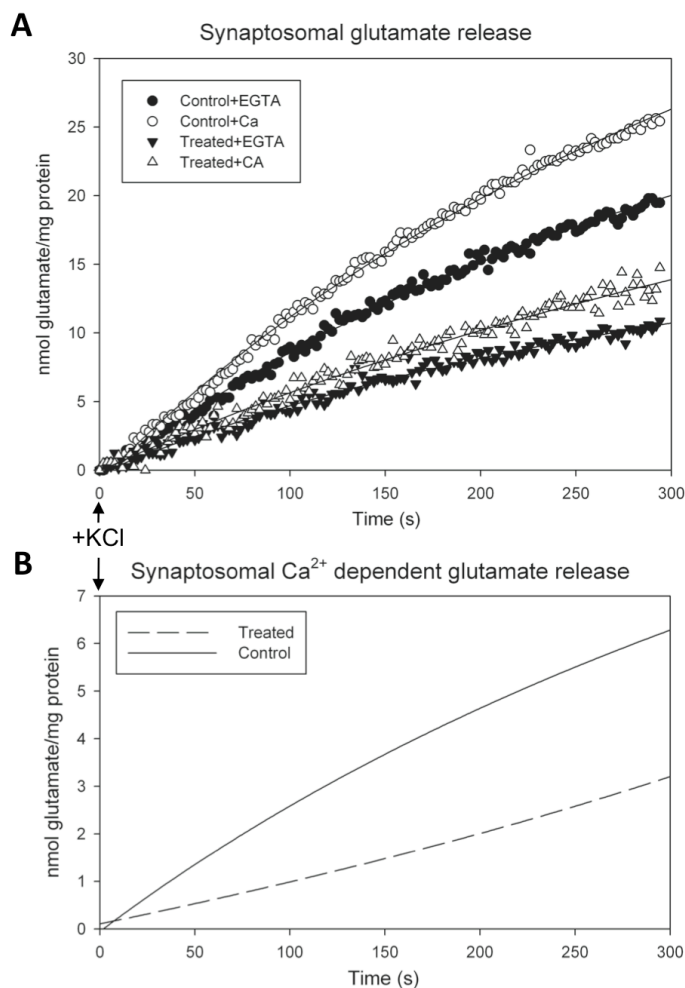 A
Synaptosomal glutamate release
30
25
20
15
10
5
0
nmol glutamate/mg protein
Control+EGTA
Control+Ca
Treated+EGTA
Treated+CA
0 50 100 150 200 250 300
Time (s)
+KCl
B
Synaptosomal Ca²⁺ dependent glutamate release
7
6
5
4
3
2
1
0
nmol glutamate/mg protein
Treated
Control
0 50 100 150 200 250 300
Time (s)